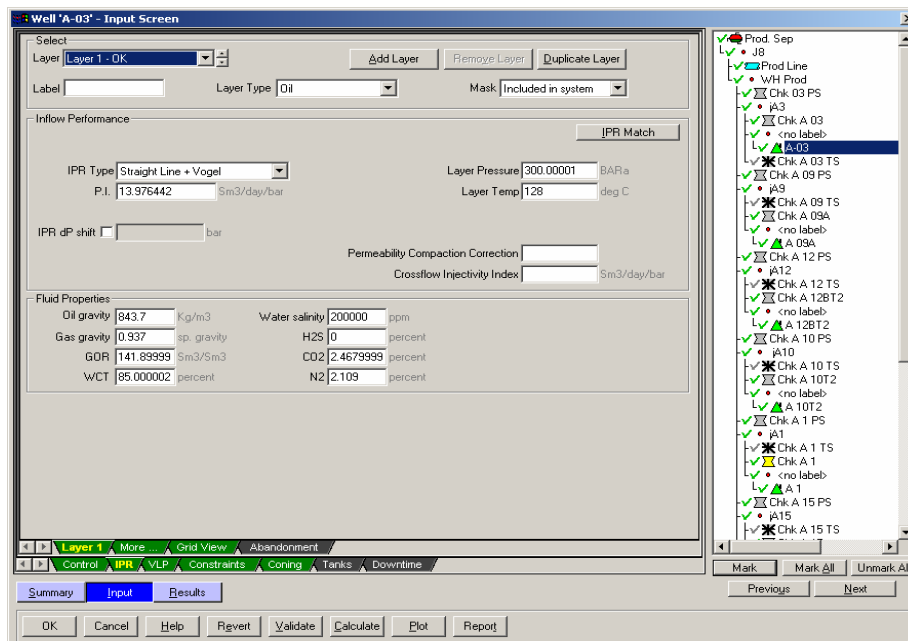 Well 'A-03' - Input Screen
Select
Layer Layer 1 - OK Add Layer Remove Layer Duplicate Layer
Label Layer Type Oil Mask Included in system
Inflow Performance
IPR Match
IPR Type Straight Line + Vogel Layer Pressure 300.00001 BARa
P.I. 13.976442 Sm3/day/bar Layer Temp 128 deg C
IPR dP shift bar
Permeability Compaction Correction
Crossflow Injectivity Index Sm3/day/bar
Fluid Properties
Oil gravity 843.7 Kg/m3 Water salinity 200000 ppm
Gas gravity 0.937 sp. gravity H2S 0 percent
GOR 141.89999 Sm3/Sm3 CO2 2.4679999 percent
WCT 85.000002 percent N2 2.109 percent
Layer 1 More ... Grid View Abandonment
Control IPR VLP Constraints Coning Tanks Downtime
Summary Input Results
OK Cancel Help Revert Validate Calculate Plot Report
Prod. Sep
J8
Prod Line
WH Prod
Chk 03 PS
jA3
Chk A 03
<no label>
A-03
Chk A 03 TS
Chk A 09 PS
jA9
Chk A 09 TS
Chk A 09A
<no label>
A 09A
Chk A 12 PS
jA12
Chk A 12 TS
Chk A 12BT2
<no label>
A 12BT2
Chk A 10 PS
jA10
Chk A 10 TS
Chk A 10T2
<no label>
A 10T2
Chk A 1 PS
jA1
Chk A 1 TS
Chk A 1
<no label>
A 1
Chk A 15 PS
jA15
Chk A 15 TS
Mark Mark All Unmark Al
Previous Next